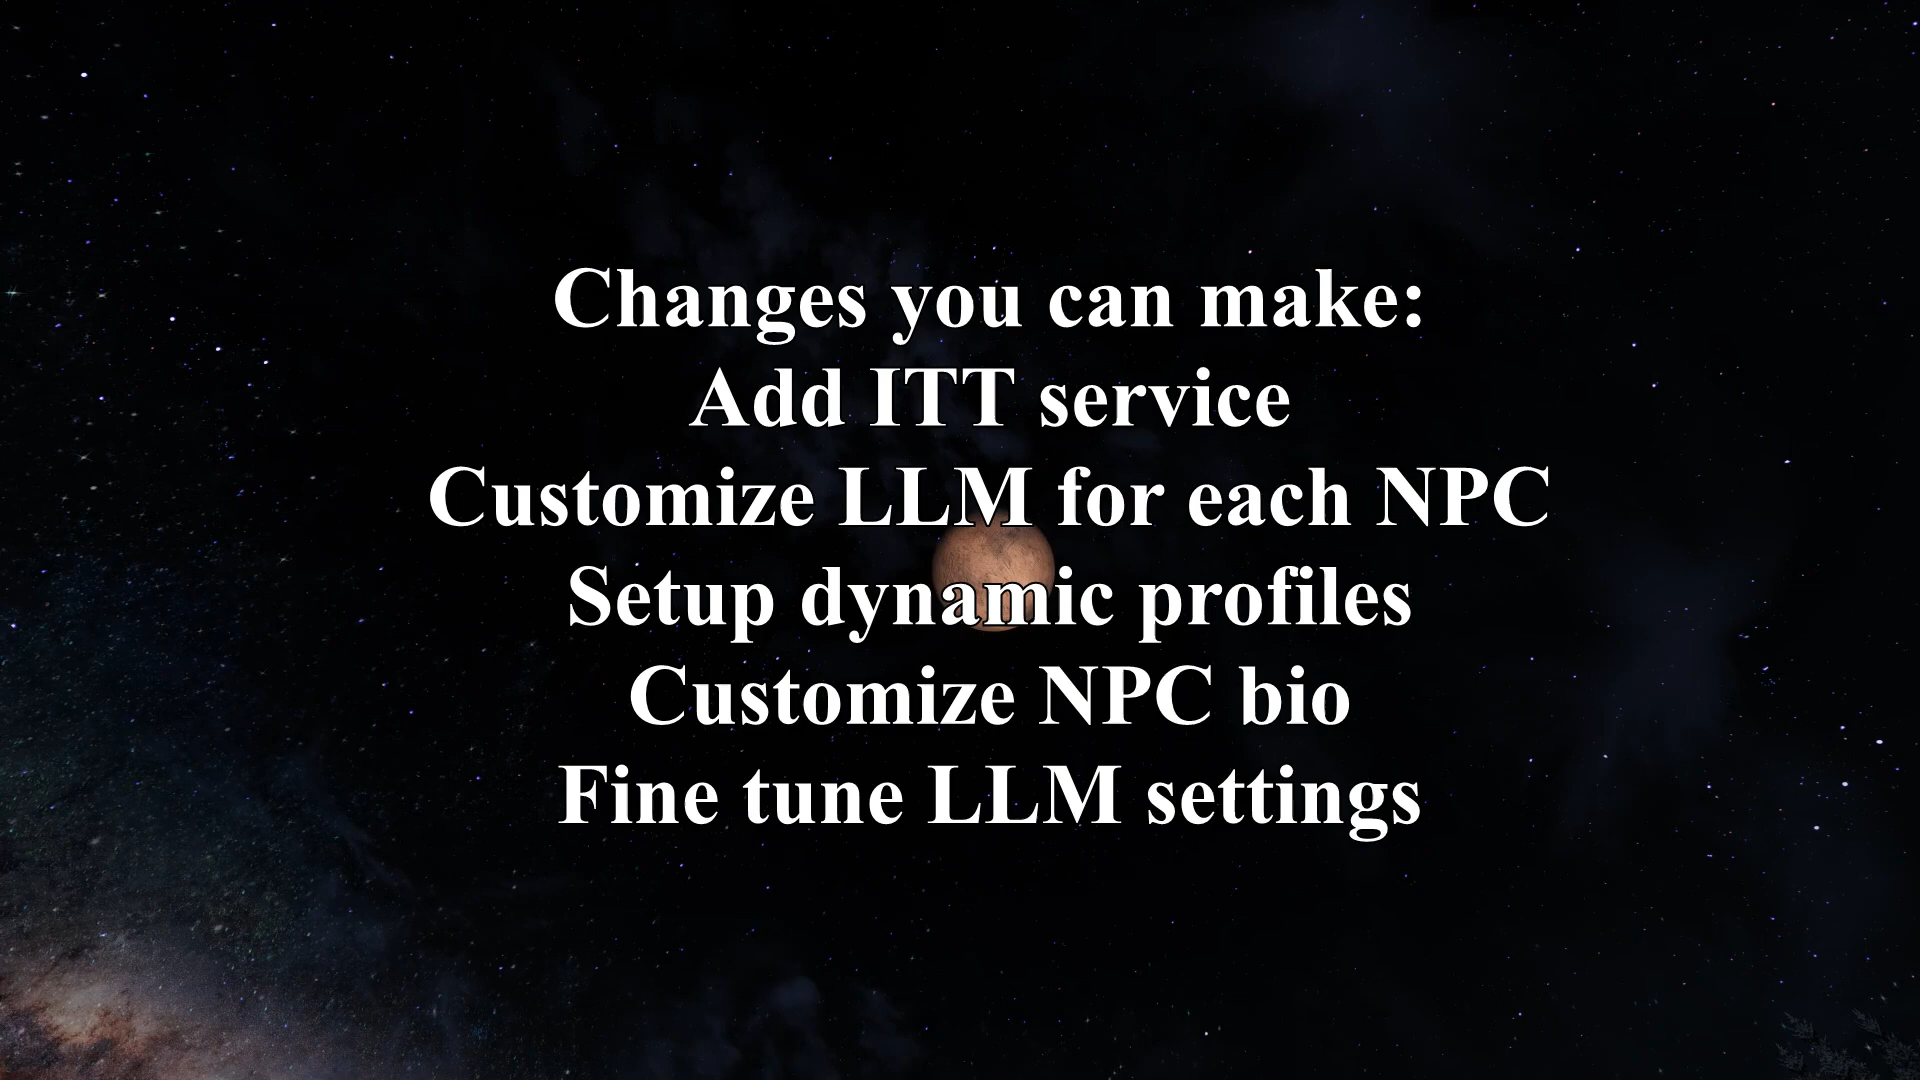 Changes you can make:
Add ITT service
Customize LLM for each NPC
Setup dynamic profiles
Customize NPC bio
Fine tune LLM settings